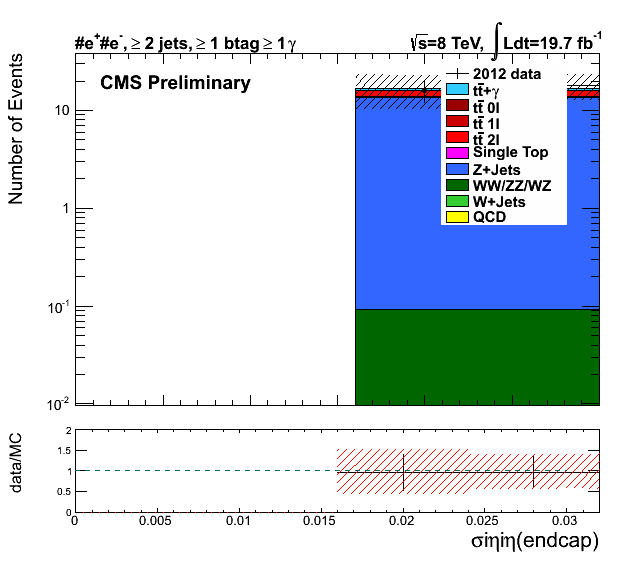 #e⁺#e⁻, ≥ 2 jets, ≥ 1 btag ≥ 1 γ
√s=8 TeV, ∫Ldt=19.7 fb⁻¹
CMS Preliminary
2012 data
tt̅+γ
tt̅ 0l
tt̅ 1l
tt̅ 2l
Single Top
Z+Jets
WW/ZZ/WZ
W+Jets
QCD
Number of Events
10
1
10⁻¹
10⁻²
data/MC
2
1.5
1
0.5
0
0 0.005 0.01 0.015 0.02 0.025 0.03
σiηiη(endcap)